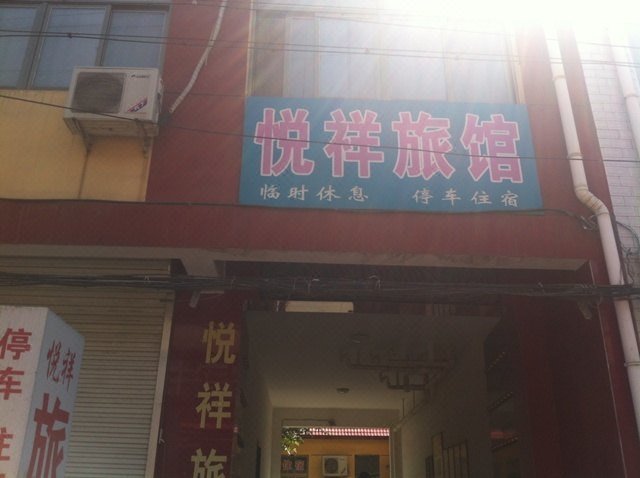 悦祥旅馆
临时休息 停车住宿
悦祥旅
停车 住
悦祥
旅